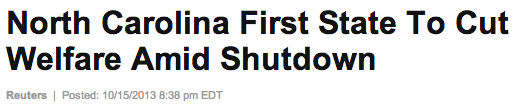 North Carolina First State To Cut
Welfare Amid Shutdown
Reuters | Posted: 10/15/2013 8:38 pm EDT